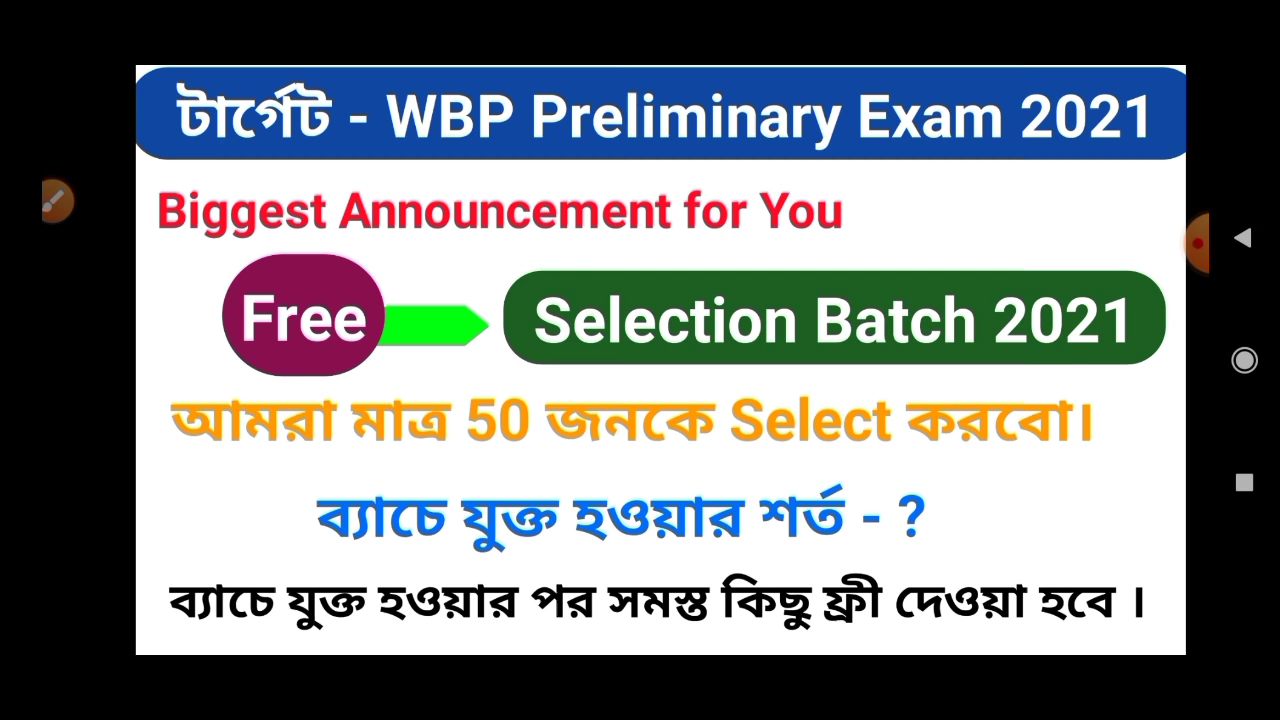 টার্গেট - WBP Preliminary Exam 2021
Biggest Announcement for You
Free Selection Batch 2021
আমরা মাত্র 50 জনকে Select করবো।
ব্যাচে যুক্ত হওয়ার শর্ত - ?
ব্যাচে যুক্ত হওয়ার পর সমস্ত কিছু ফ্রী দেওয়া হবে ।